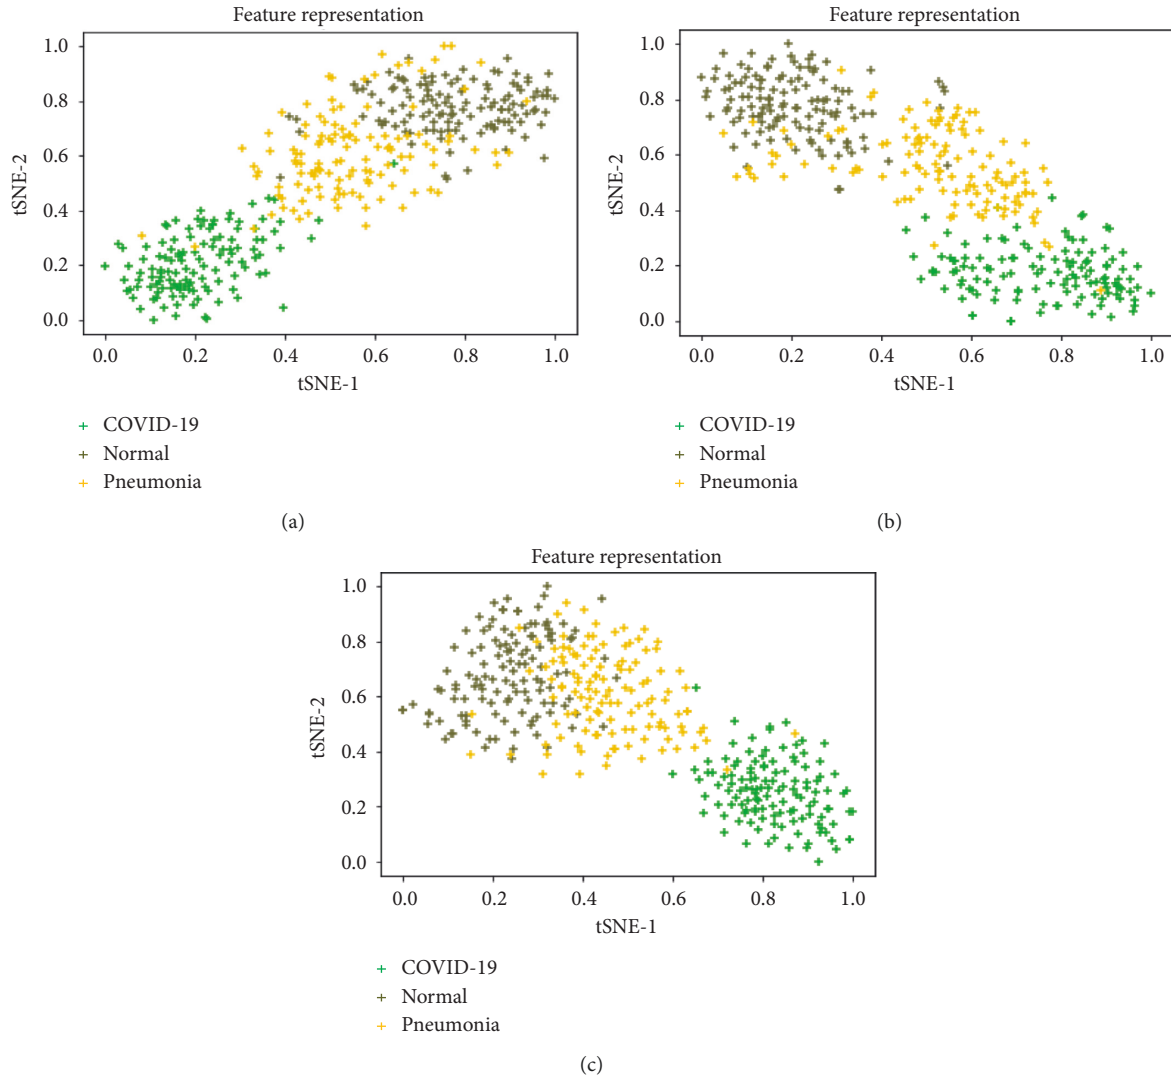 Feature representation
1.0
0.8
0.6
0.4
0.2
0.0
tSNE-2
0.0 0.2 0.4 0.6 0.8 1.0
tSNE-1
+ COVID-19
+ Normal
+ Pneumonia
(a)
Feature representation
1.0
0.8
0.6
0.4
0.2
0.0
tSNE-2
0.0 0.2 0.4 0.6 0.8 1.0
tSNE-1
+ COVID-19
+ Normal
+ Pneumonia
(b)
Feature representation
1.0
0.8
0.6
0.4
0.2
0.0
tSNE-2
0.0 0.2 0.4 0.6 0.8 1.0
tSNE-1
+ COVID-19
+ Normal
+ Pneumonia
(c)